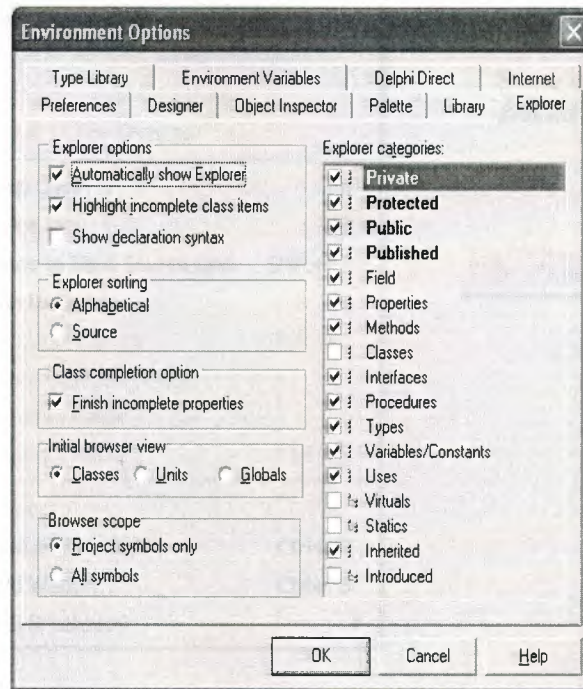 Environment Options
Type Library Environment Variables Delphi Direct Internet
Preferences Designer Object Inspector Palette Library Explorer
Explorer options
Automatically show Explorer
Highlight incomplete class items
Show declaration syntax
Explorer sorting
Alphabetical
Source
Class completion option
Finish incomplete properties
Initial browser view
Classes Units Globals
Browser scope
Project symbols only
All symbols
Explorer categories:
Private
Protected
Public
Published
Field
Properties
Methods
Classes
Interfaces
Procedures
Types
Variables/Constants
Uses
Virtuals
Statics
Inherited
Introduced
OK Cancel Help